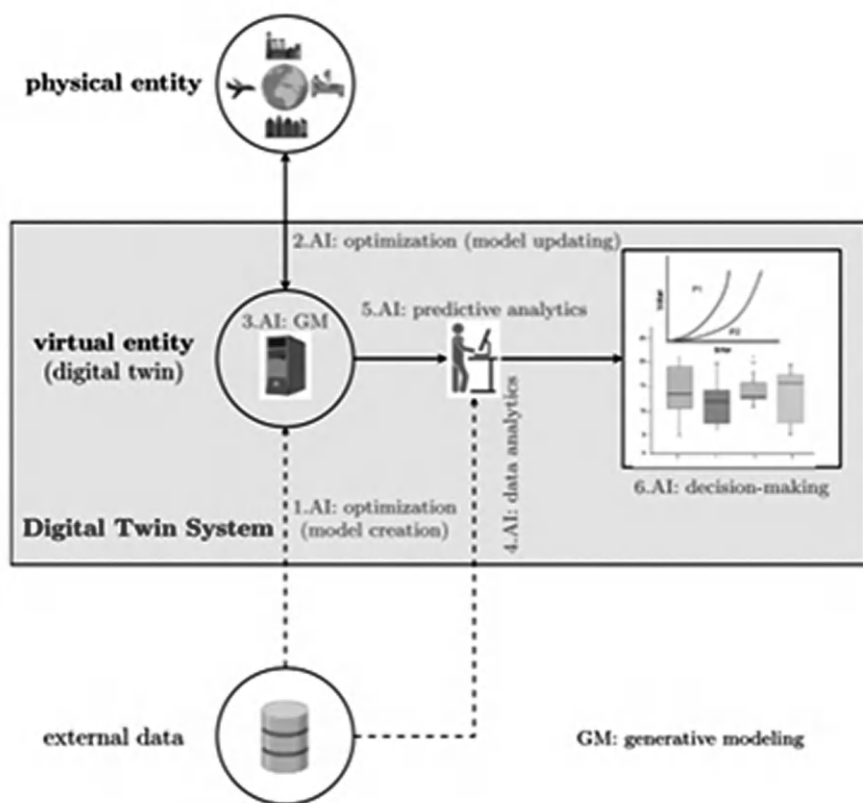 physical entity
2.AI: optimization (model updating)
3.AI: GM
5.AI: predictive analytics
virtual entity
(digital twin)
P1
P2
4.AI: data analytics
6.AI: decision-making
1.AI: optimization
(model creation)
Digital Twin System
external data
GM: generative modeling